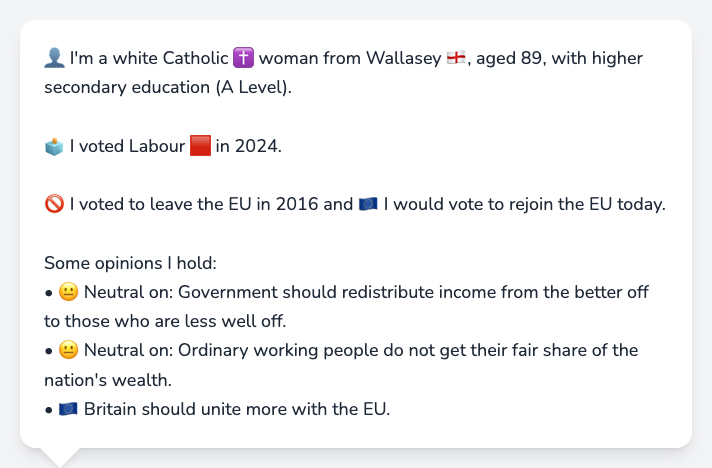 👤 I'm a white Catholic ✝️ woman from Wallasey 🏴󠁧󠁢󠁥󠁮󠁧󠁿, aged 89, with higher
secondary education (A Level).
🗳️ I voted Labour 🟥 in 2024.
🚫 I voted to leave the EU in 2016 and 🇪🇺 I would vote to rejoin the EU today.
Some opinions I hold:
• 😐 Neutral on: Government should redistribute income from the better off
to those who are less well off.
• 😐 Neutral on: Ordinary working people do not get their fair share of the
nation's wealth.
• 🇪🇺 Britain should unite more with the EU.